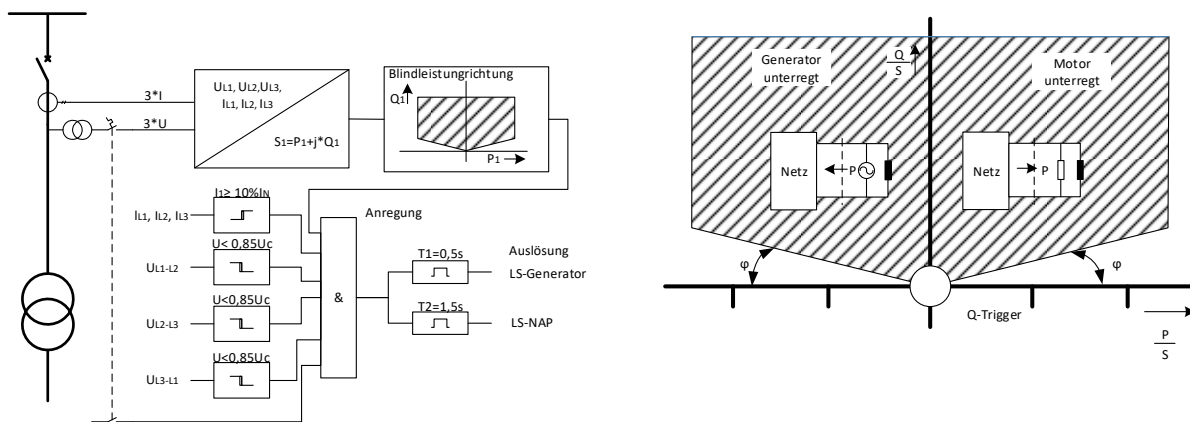 3*I
3*U
UL1, UL2,UL3,
IL1, IL2, IL3
S1=P1+j*Q1
Blindleistungrichtung
Q1
P1
I1≥ 10%IN
IL1, IL2, IL3
U< 0,85Uc
UL1-L2
U<0,85Uc
UL2-L3
U<0,85Uc
UL3-L1
Anregung
&
T1=0,5s
T2=1,5s
Auslösung
LS-Generator
LS-NAP
Generator
unterregt
Q
S
Motor
unterregt
Netz
P
Netz
P
φ
φ
Q-Trigger
P
S